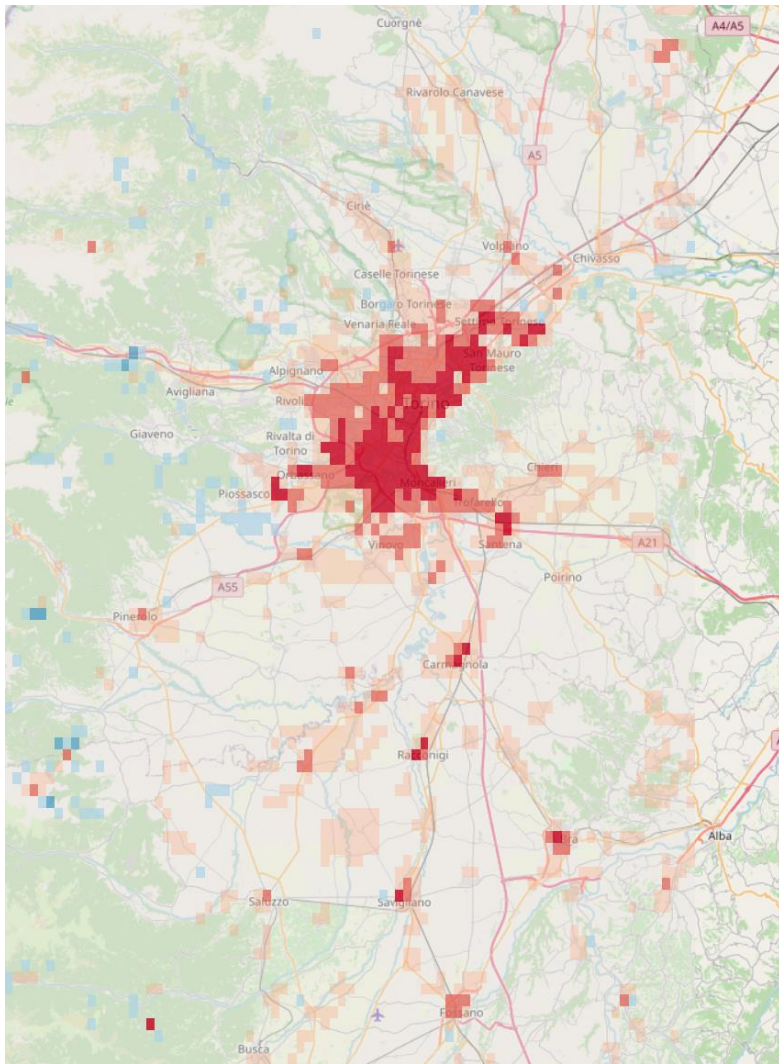 Cuorgnè
A4/A5
Rivarolo Canavese
A5
Ciriè
Volpiano
Chivasso
Caselle Torinese
Borgaro Torinese
Venaria Reale
Settimo Torinese
San Mauro
Torinese
Alpignano
Avigliana
Rivoli
Torino
Giaveno
Rivalta di
Torino
Orbassano
Chieri
Piossasco
Moncalieri
Trofarello
Vinovo
Santena
A21
Poirino
A55
Pinerolo
Carmagnola
Racconigi
Alba
Saluzzo
Savigliano
Fossano
Busca